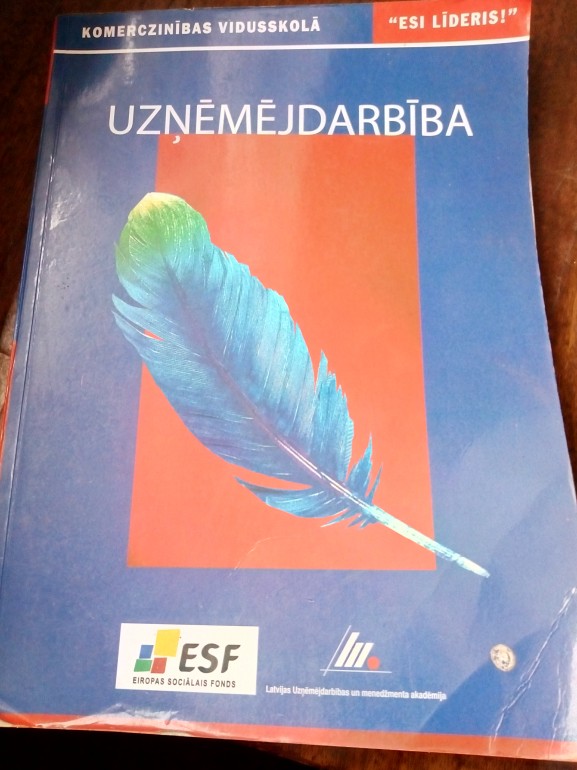 KOMERCZINĪBAS VIDUSSKOLĀ
"ESI LĪDERIS!"
UZŅĒMĒJDARBĪBA
ESF
EIROPAS SOCIĀLAIS FONDS
Latvijas Uzņēmējdarbības un menedžmenta akadēmija